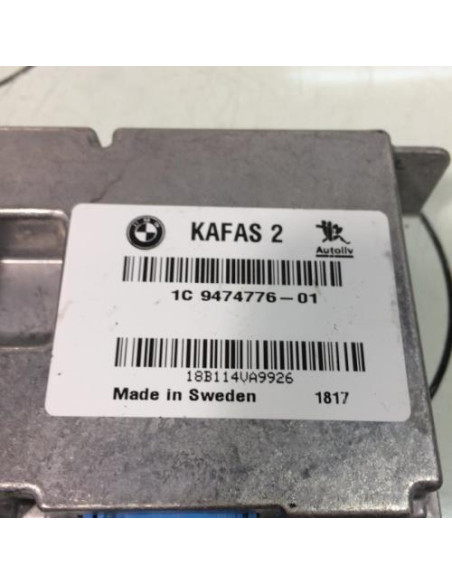 KAFAS 2
Autoliv
1C 9474776-01
18B114VA9926
Made in Sweden 1817